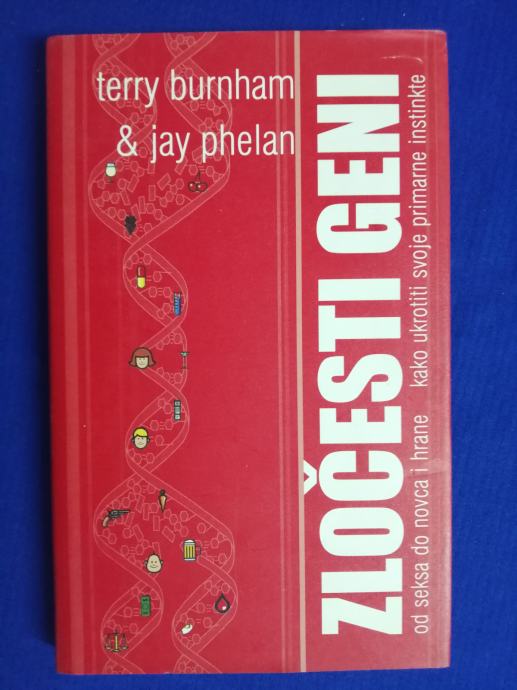 terry burnham
& jay phelan
ZLOČESTI GENI
od seksa do novca i hrane kako ukrotiti svoje primarne instinkte